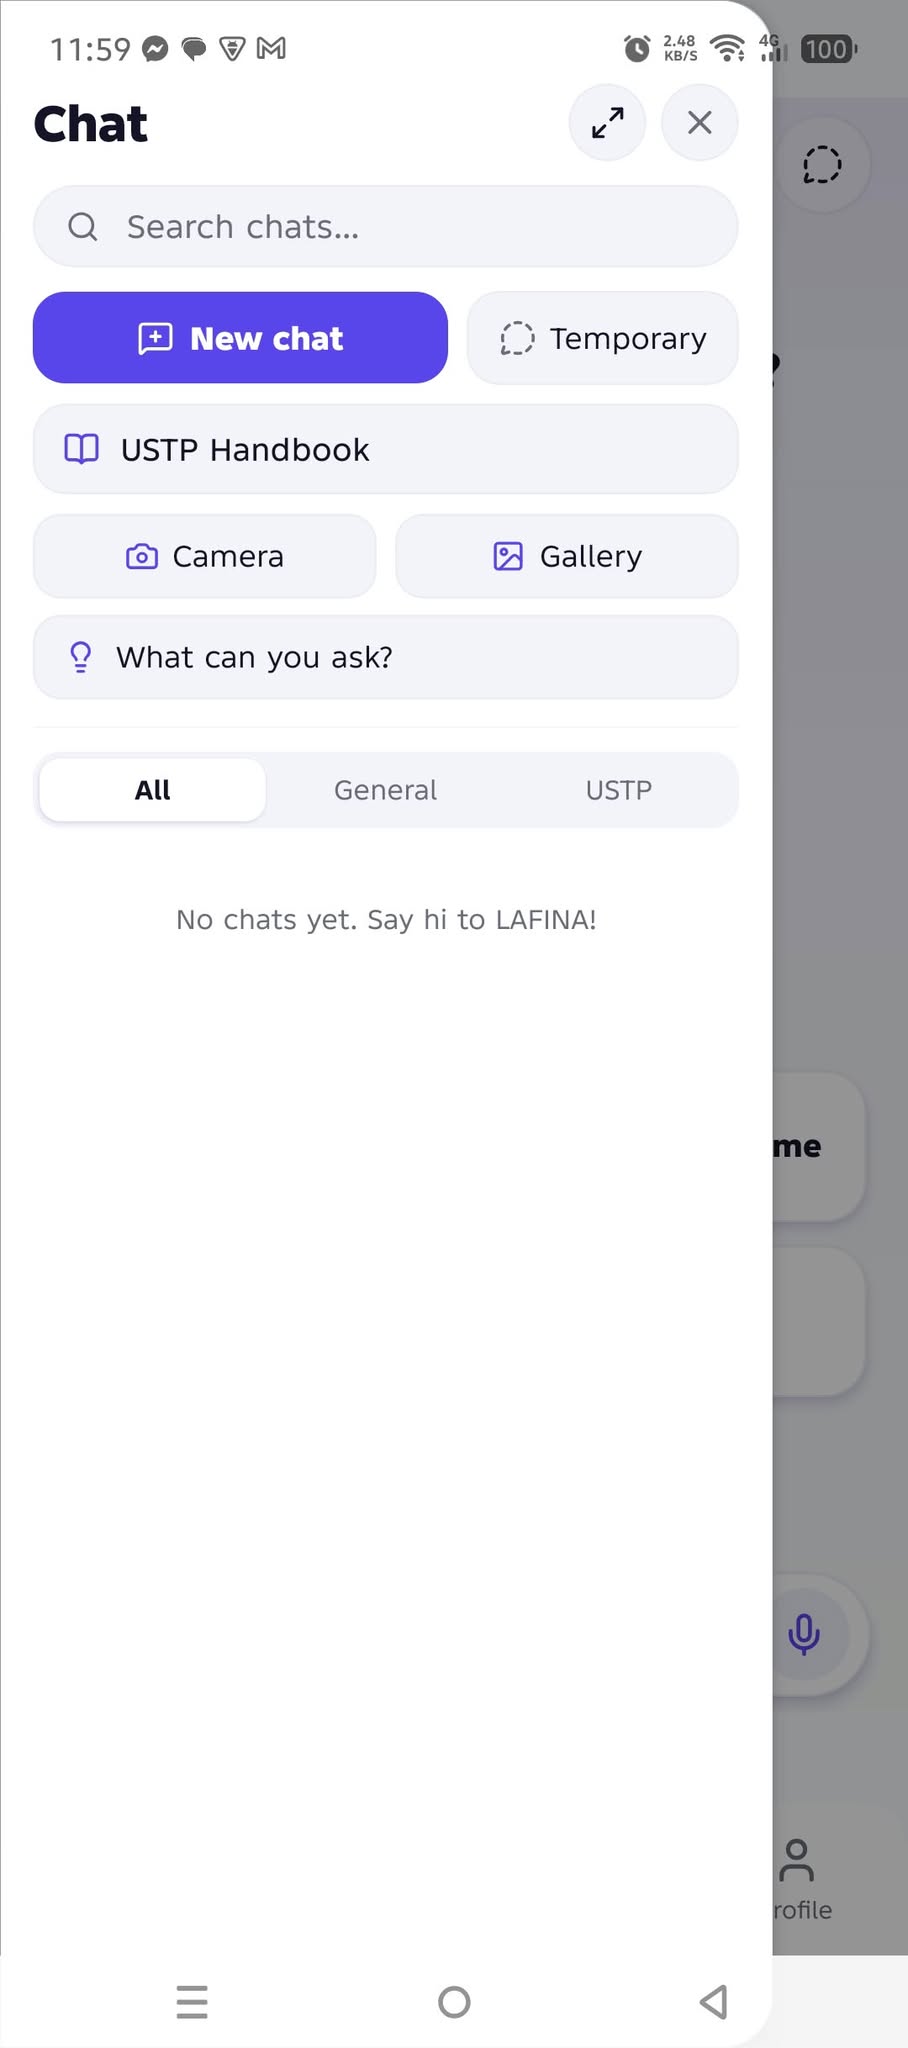 11:59
2.48
KB/S
4G
100
Chat
Search chats...
New chat
Temporary
?
USTP Handbook
Camera
Gallery
What can you ask?
All
General
USTP
No chats yet. Say hi to LAFINA!
me
rofile